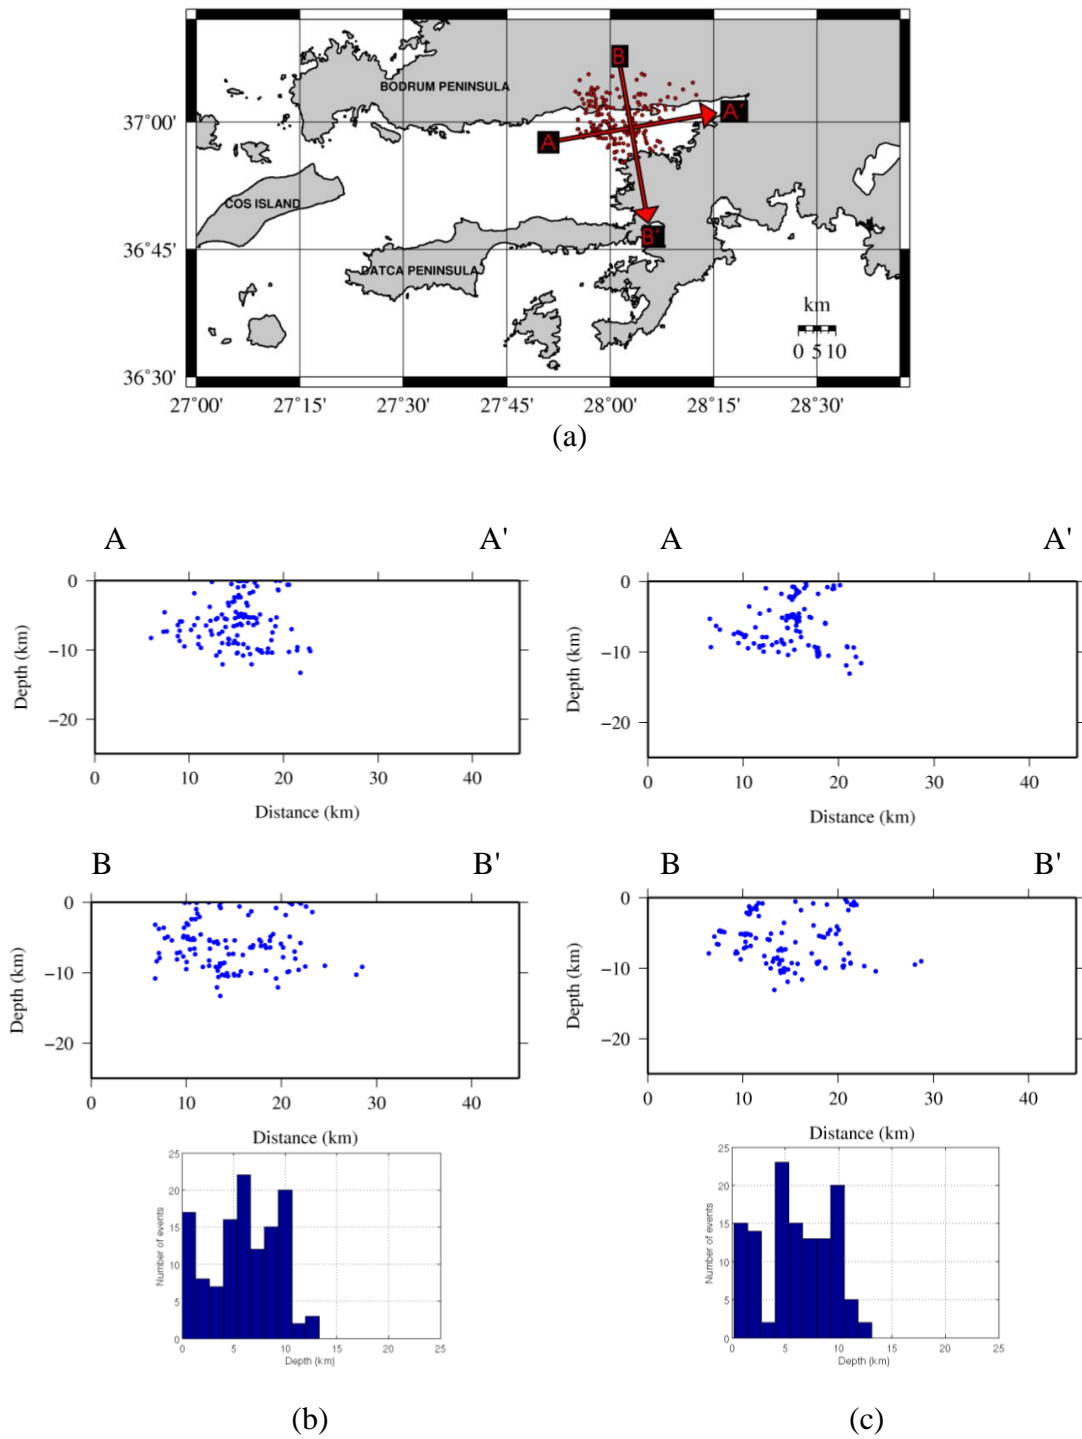 B
BODRUM PENINSULA
37°00'
A
A'
COS ISLAND
B'
36°45'
DATCA PENINSULA
km
0 5 10
36°30'
27°00' 27°15' 27°30' 27°45' 28°00' 28°15' 28°30'
(a)
A A' A A'
0
−10
−20
Depth (km)
0 10 20 30 40
Distance (km)
0
−10
−20
Depth (km)
0 10 20 30 40
Distance (km)
B B' B B'
0
−10
−20
Depth (km)
0 10 20 30 40
Distance (km)
0
−10
−20
Depth (km)
0 10 20 30 40
Distance (km)
25
20
15
10
5
0
Number of events
0 5 10 15 20 25
Depth (km)
25
20
15
10
5
0
Number of events
0 5 10 15 20 25
Depth (km)
(b) (c)